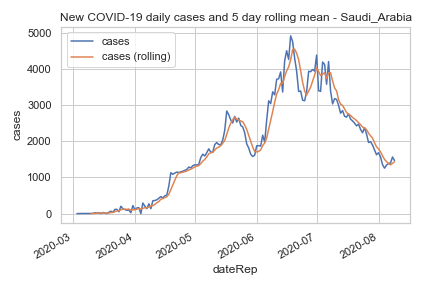 New COVID-19 daily cases and 5 day rolling mean - Saudi_Arabia
cases
cases (rolling)
5000
4000
3000
2000
1000
0
cases
2020-03
2020-04
2020-05
2020-06
2020-07
2020-08
dateRep